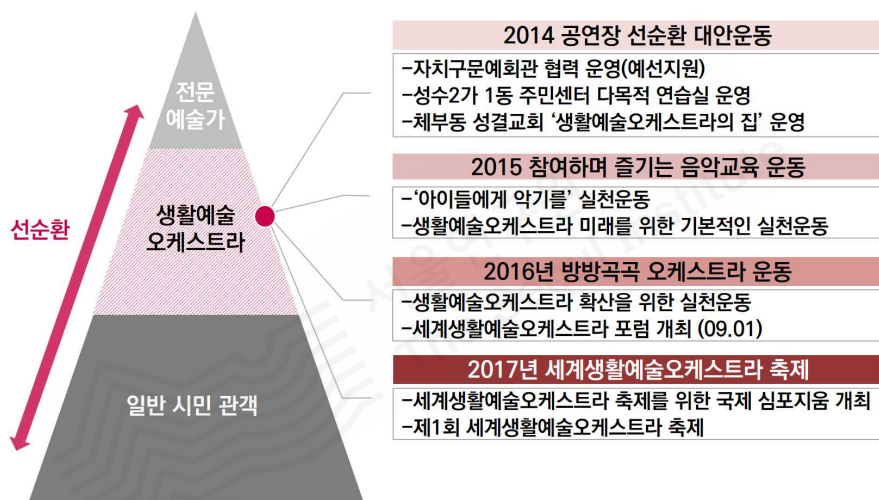 전문
예술가
생활예술
오케스트라
일반 시민 관객
선순환
2014 공연장 선순환 대안운동
-자치구문예회관 협력 운영(예선지원)
-성수2가 1동 주민센터 다목적 연습실 운영
-체부동 성결교회 ‘생활예술오케스트라의 집’ 운영
2015 참여하며 즐기는 음악교육 운동
-‘아이들에게 악기를’ 실천운동
-생활예술오케스트라 미래를 위한 기본적인 실천운동
2016년 방방곡곡 오케스트라 운동
-생활예술오케스트라 확산을 위한 실천운동
-세계생활예술오케스트라 포럼 개최 (09.01)
2017년 세계생활예술오케스트라 축제
-세계생활예술오케스트라 축제를 위한 국제 심포지움 개최
-제1회 세계생활예술오케스트라 축제
서울연구원
The Seoul Institute